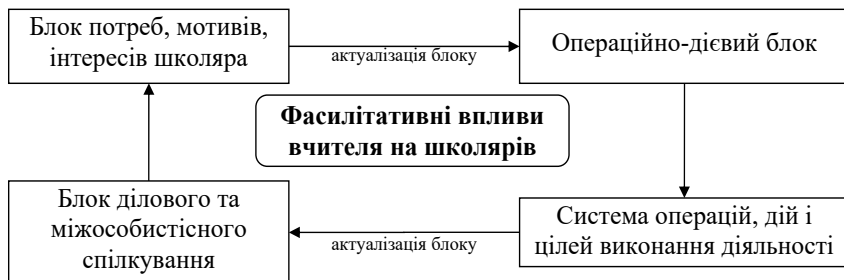 Блок потреб, мотивів,
інтересів школяра
актуалізація блоку
Операційно-дієвий блок
Фасилітативні впливи
вчителя на школярів
Блок ділового та
міжособистісного
спілкування
актуалізація блоку
Система операцій, дій і
цілей виконання діяльності